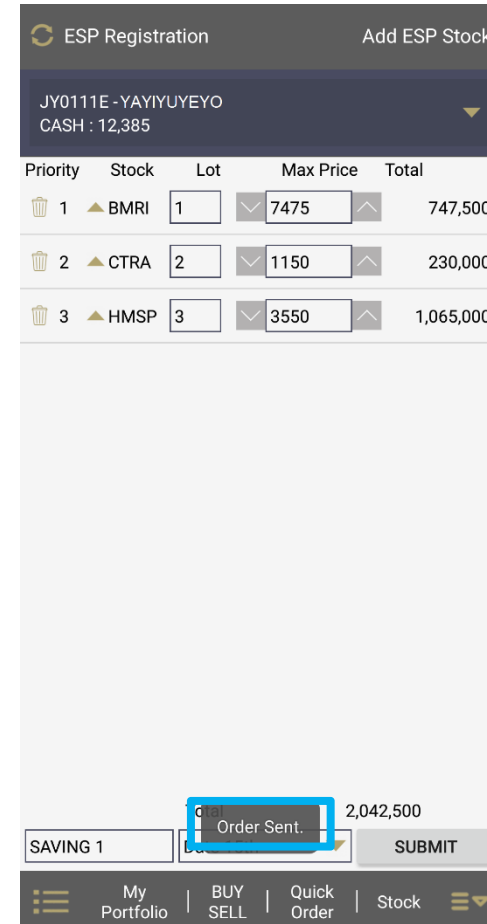 ESP Registration Add ESP Stock
JY0111E - YAYIYUYEYO
CASH : 12,385
Priority Stock Lot Max Price Total
1 BMRI 1 7475 747,500
2 CTRA 2 1150 230,000
3 HMSP 3 3550 1,065,000
Total 2,042,500
Order Sent.
SAVING 1 SUBMIT
My Portfolio | BUY SELL | Quick Order | Stock